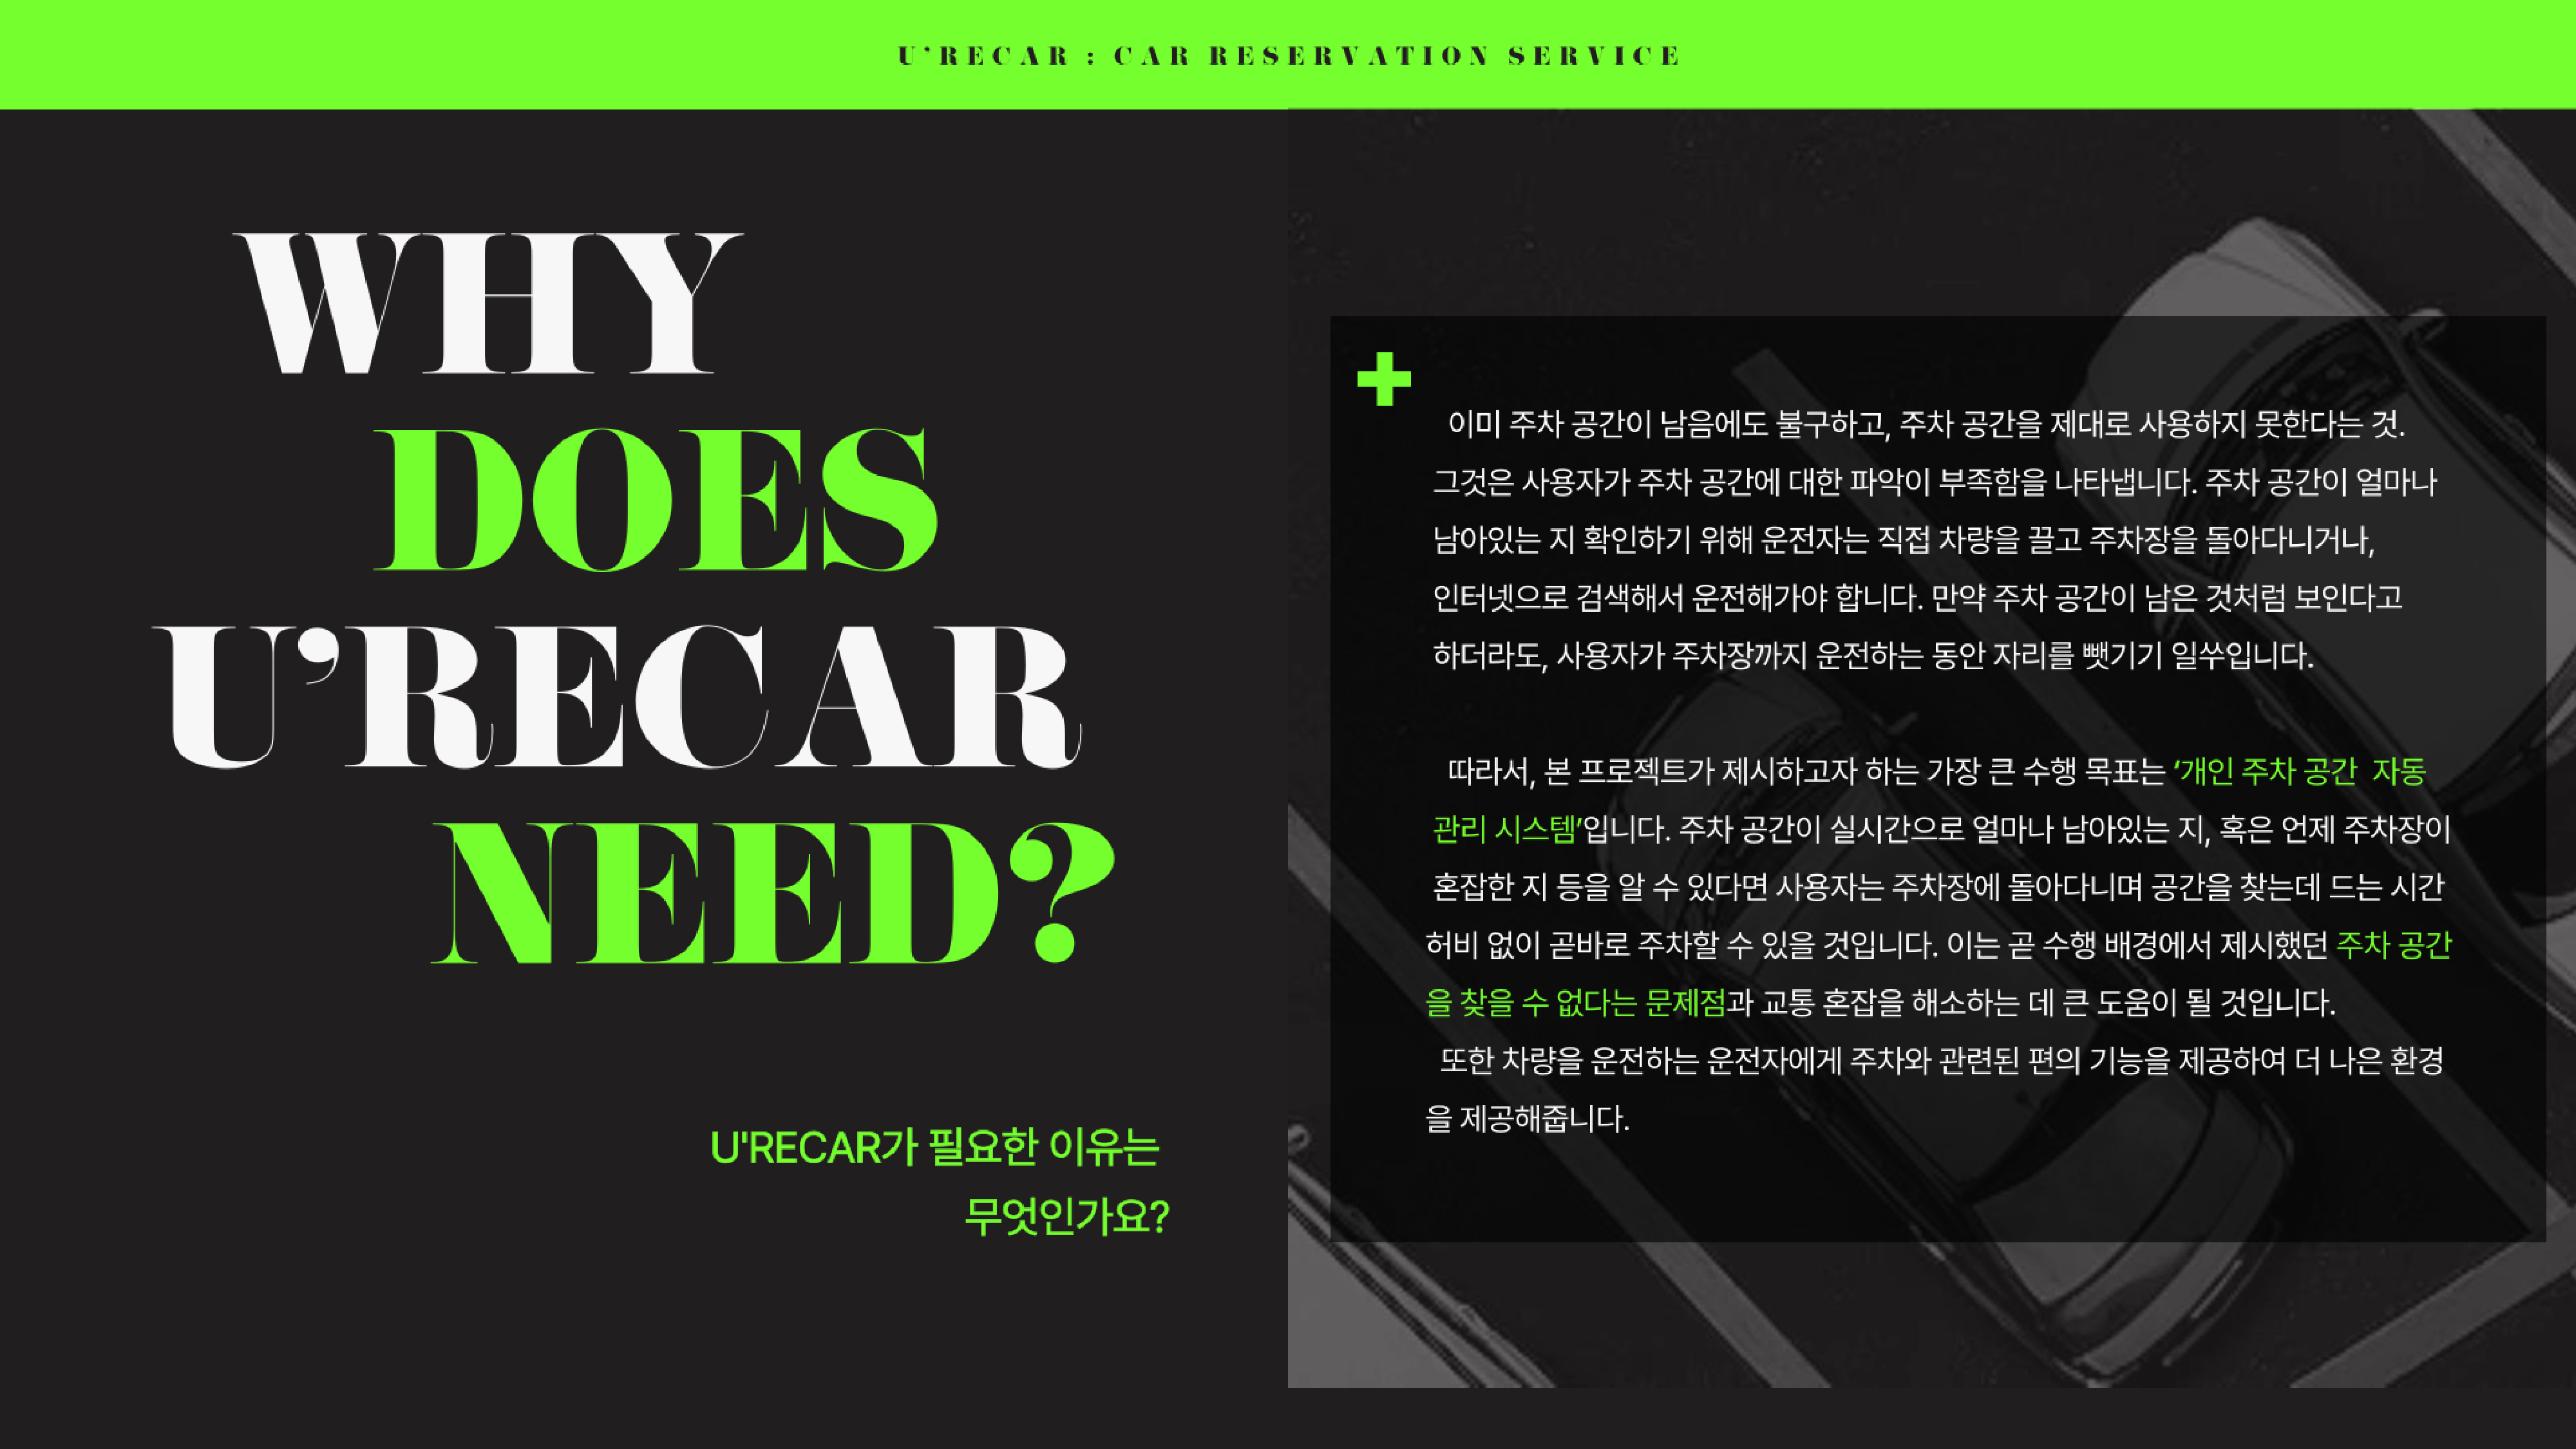 U'RECAR : CAR RESERVATION SERVICE
WHY
DOES
U'RECAR
NEED?
U'RECAR가 필요한 이유는
무엇인가요?
이미 주차 공간이 남음에도 불구하고, 주차 공간을 제대로 사용하지 못한다는 것.
그것은 사용자가 주차 공간에 대한 파악이 부족함을 나타냅니다. 주차 공간이 얼마나
남아있는 지 확인하기 위해 운전자는 직접 차량을 끌고 주차장을 돌아다니거나,
인터넷으로 검색해서 운전해가야 합니다. 만약 주차 공간이 남은 것처럼 보인다고
하더라도, 사용자가 주차장까지 운전하는 동안 자리를 뺏기기 일쑤입니다.
따라서, 본 프로젝트가 제시하고자 하는 가장 큰 수행 목표는 ‘개인 주차 공간 자동
관리 시스템’입니다. 주차 공간이 실시간으로 얼마나 남아있는 지, 혹은 언제 주차장이
혼잡한 지 등을 알 수 있다면 사용자는 주차장에 돌아다니며 공간을 찾는데 드는 시간
허비 없이 곧바로 주차할 수 있을 것입니다. 이는 곧 수행 배경에서 제시했던 주차 공간
을 찾을 수 없다는 문제점과 교통 혼잡을 해소하는 데 큰 도움이 될 것입니다.
또한 차량을 운전하는 운전자에게 주차와 관련된 편의 기능을 제공하여 더 나은 환경
을 제공해줍니다.